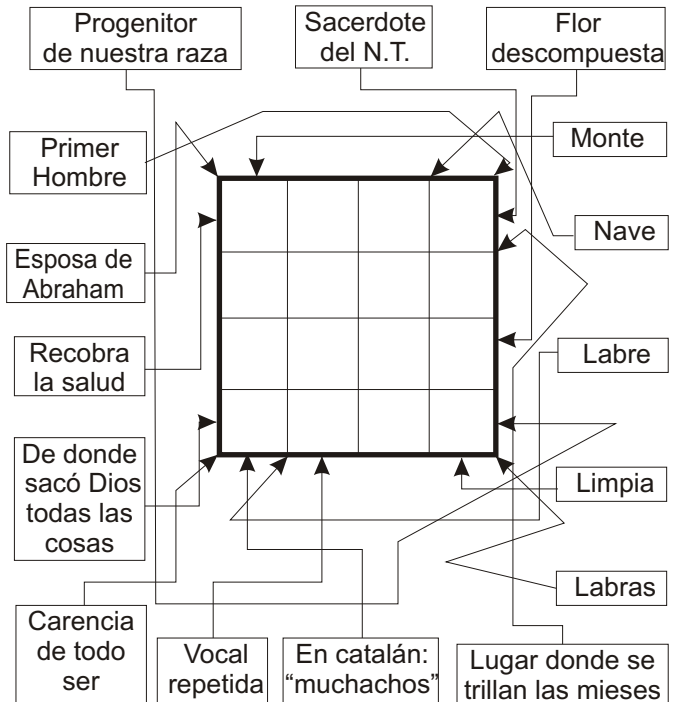 Progenitor
de nuestra raza
Sacerdote
del N.T.
Flor
descompuesta
Primer
Hombre
Monte
Nave
Esposa de
Abraham
Recobra
la salud
Labre
De donde
sacó Dios
todas las
cosas
Limpia
Labras
Carencia
de todo
ser
Vocal
repetida
En catalán:
“muchachos”
Lugar donde se
trillan las mieses